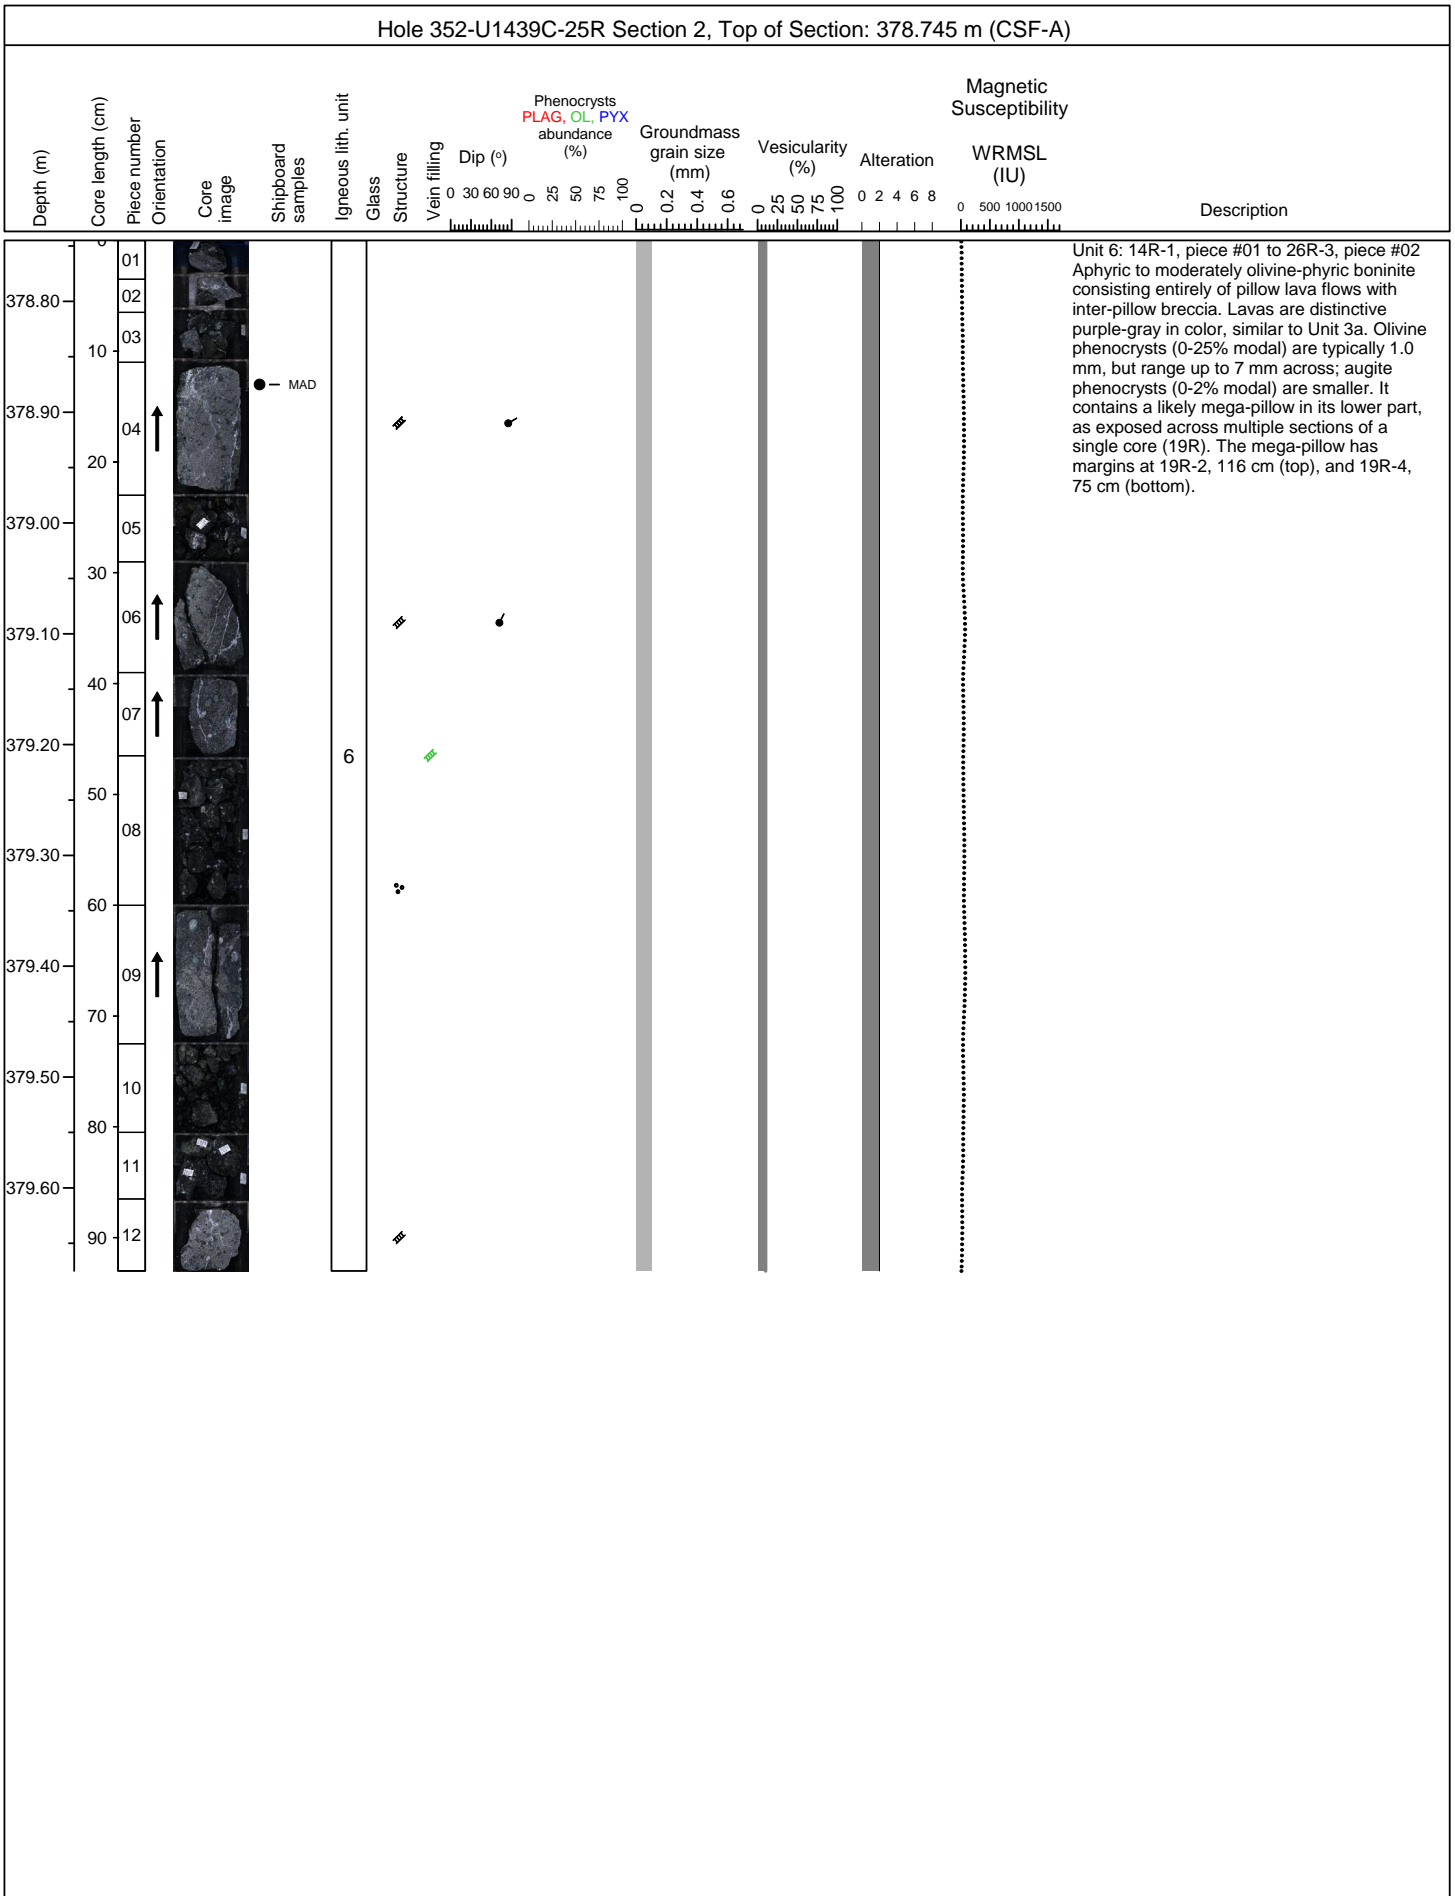 Hole 352-U1439C-25R Section 2, Top of Section: 378.745 m (CSF-A)
Depth (m)
Core length (cm)
Piece number
Orientation
Core
image
Shipboard
samples
Igneous lith. unit
Glass
Structure
Vein filling
Dip (º)
0 30 60 90
Phenocrysts
PLAG, OL, PYX
abundance
(%)
0 25 50 75 100
Groundmass
grain size
(mm)
0 0.2 0.4 0.6
Vesicularity
(%)
0 25 50 75 100
Alteration
0 2 4 6 8
Magnetic
Susceptibility
WRMSL
(IU)
0 500 1000 1500
Description
0
01
02
378.80
03
10
MAD
378.90
04
20
379.00
05
30
06
379.10
40
07
379.20
6
50
08
379.30
60
379.40
09
70
379.50
10
80
11
379.60
12
90
Unit 6: 14R-1, piece #01 to 26R-3, piece #02
Aphyric to moderately olivine-phyric boninite
consisting entirely of pillow lava flows with
inter-pillow breccia. Lavas are distinctive
purple-gray in color, similar to Unit 3a. Olivine
phenocrysts (0-25% modal) are typically 1.0
mm, but range up to 7 mm across; augite
phenocrysts (0-2% modal) are smaller. It
contains a likely mega-pillow in its lower part,
as exposed across multiple sections of a
single core (19R). The mega-pillow has
margins at 19R-2, 116 cm (top), and 19R-4,
75 cm (bottom).